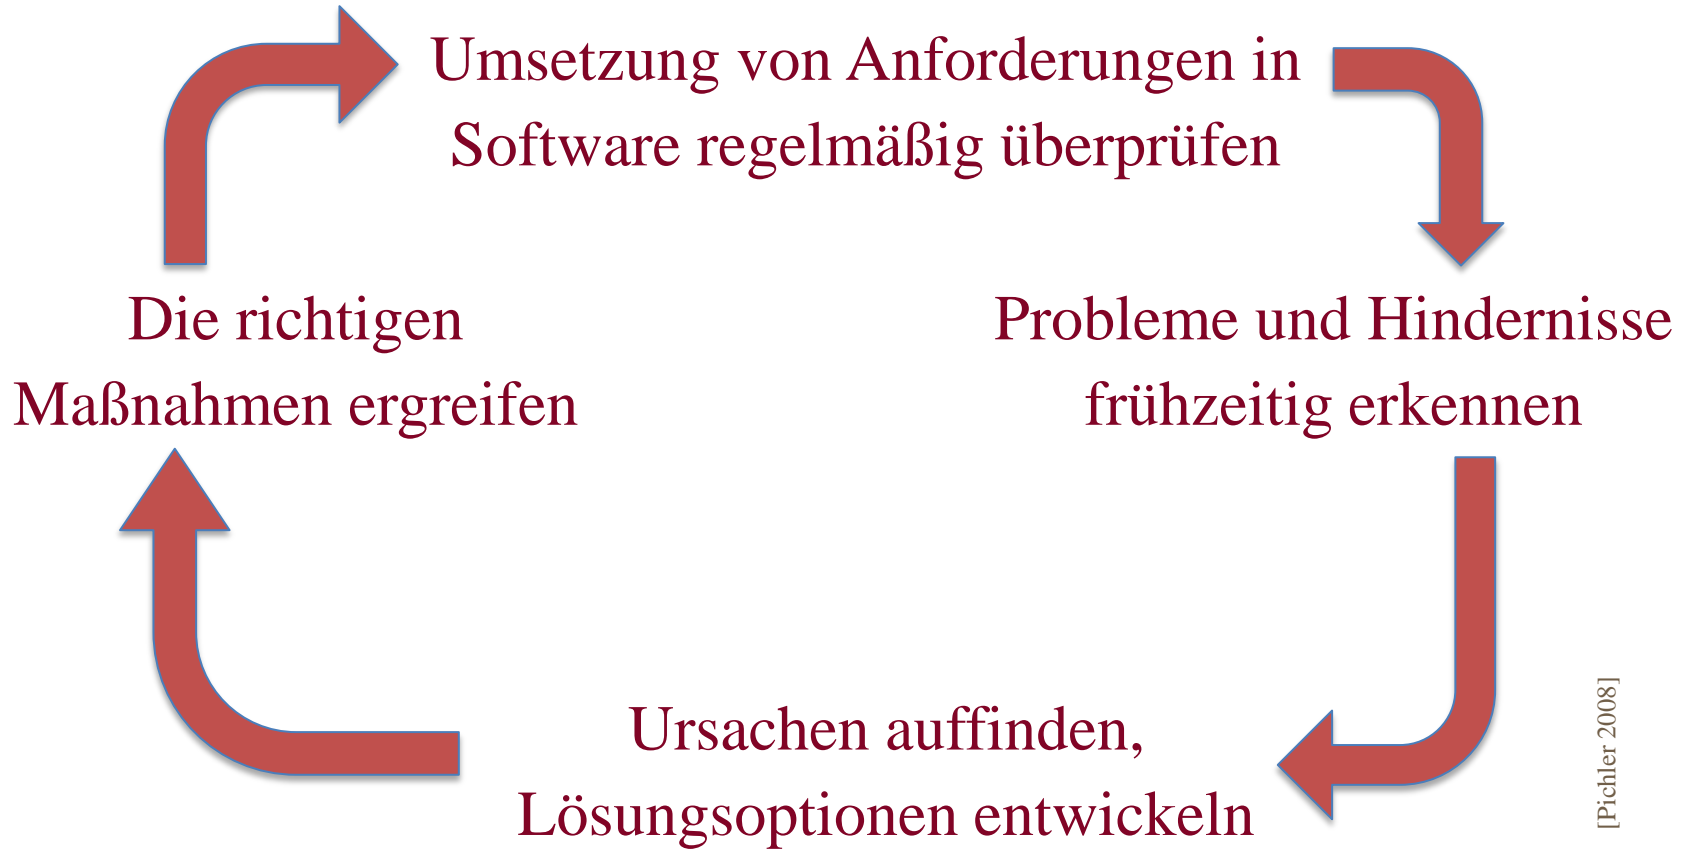 Umsetzung von Anforderungen in
Software regelmäßig überprüfen
Probleme und Hindernisse
frühzeitig erkennen
Ursachen auffinden,
Lösungsoptionen entwickeln
Die richtigen
Maßnahmen ergreifen
[Pichler 2008]